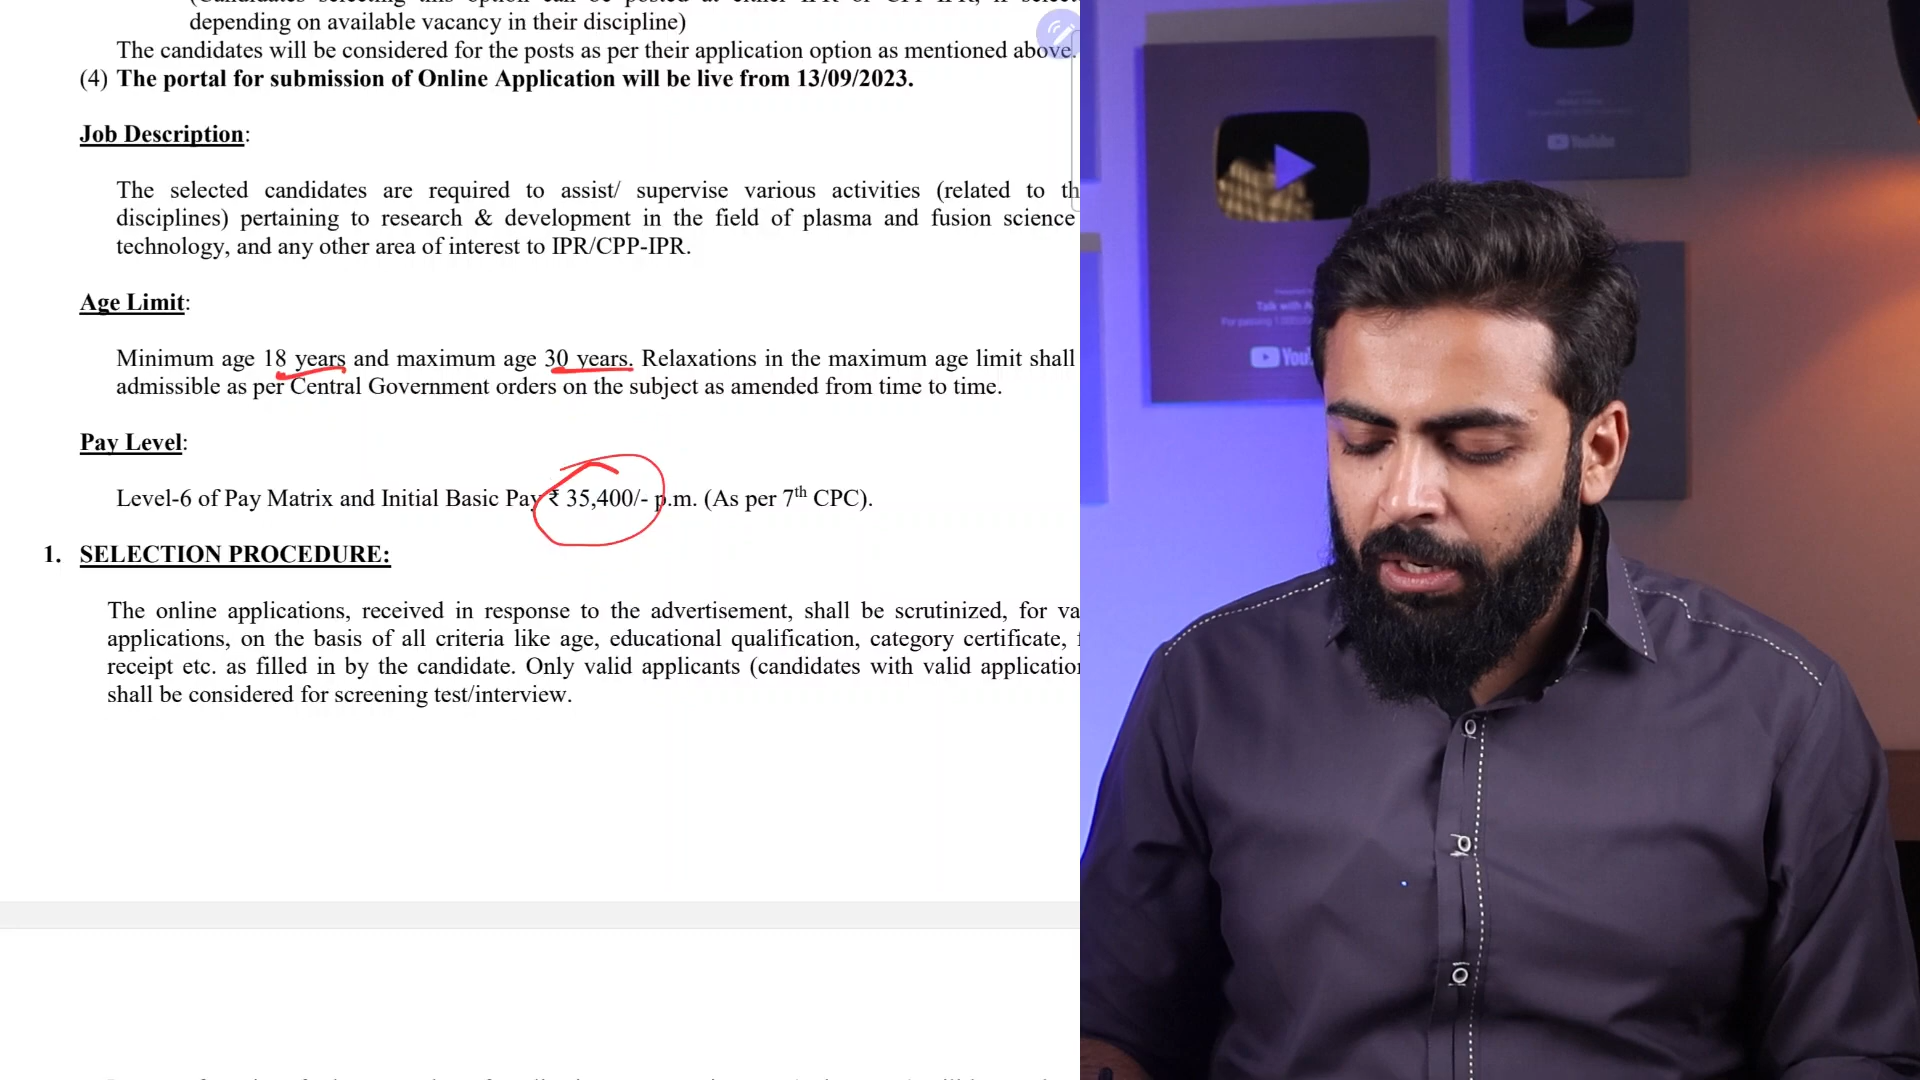 depending on available vacancy in their discipline)
The candidates will be considered for the posts as per their application option as mentioned above.
(4) The portal for submission of Online Application will be live from 13/09/2023.
Job Description:
The selected candidates are required to assist/ supervise various activities (related to
disciplines) pertaining to research & development in the field of plasma and fusion science
technology, and any other area of interest to IPR/CPP-IPR.
Age Limit:
Minimum age 18 years and maximum age 30 years. Relaxations in the maximum age limit shall
admissible as per Central Government orders on the subject as amended from time to time.
Pay Level:
Level-6 of Pay Matrix and Initial Basic Pay ₹ 35,400/- p.m. (As per 7th CPC).
1. SELECTION PROCEDURE:
The online applications, received in response to the advertisement, shall be scrutinized, for
applications, on the basis of all criteria like age, educational qualification, category certificate,
receipt etc. as filled in by the candidate. Only valid applicants (candidates with valid
shall be considered for screening test/interview.
YouTube
Talk with
You